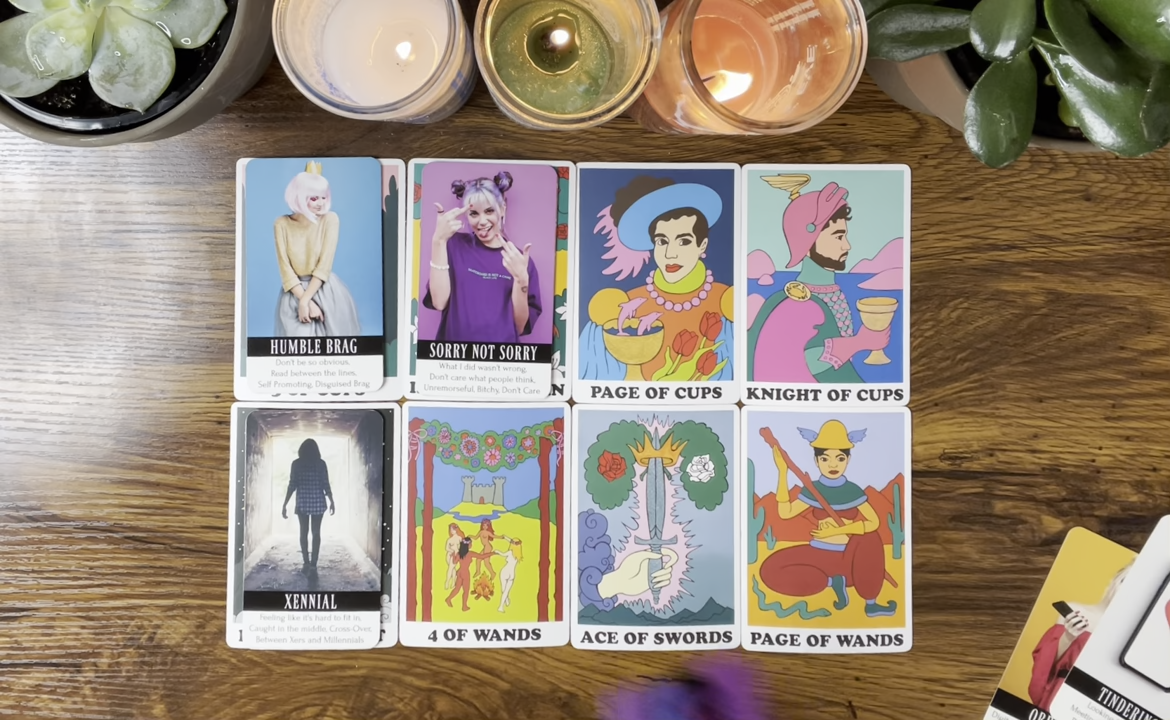 HUMBLE BRAG
Don't be so obvious,
Read between the lines,
Self Promoting, Disguised Brag
SORRY NOT SORRY
What I did wasn't wrong,
Don't care what people think,
Unremorseful, Bitchy, Don't Care
PAGE OF CUPS
KNIGHT OF CUPS
XENNIAL
Feeling like it's hard to fit in,
Caught in the middle, Cross-Over,
Between Xers and Millennials
4 OF WANDS
ACE OF SWORDS
PAGE OF WANDS